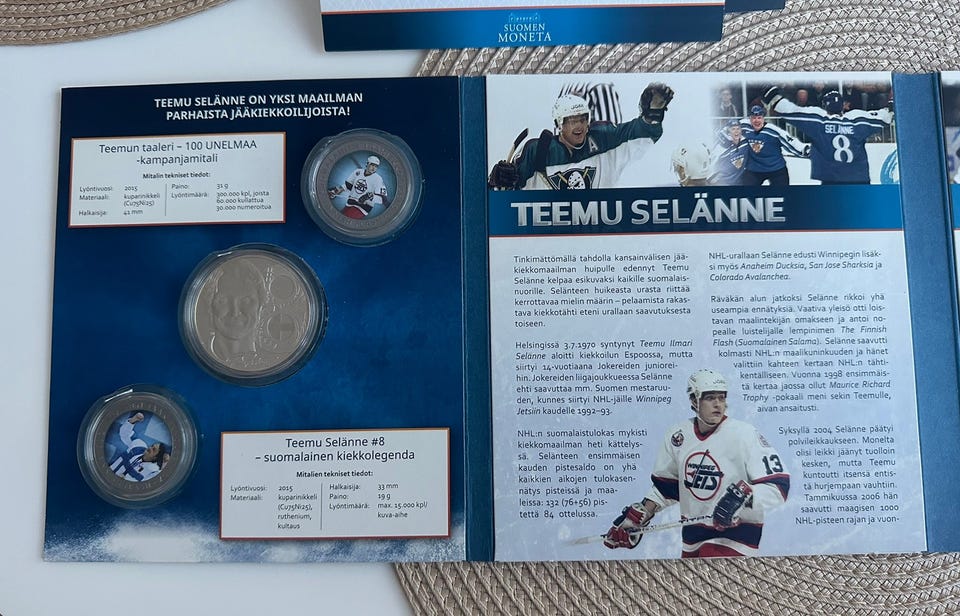 SUOMEN
MONETA
TEEMU SELÄNNE ON YKSI MAAILMAN
PARHAISTA JÄÄKIEKKOILIJOISTA!
Teemun taaleri – 100 UNELMAA
-kampanjamitali
Mitalin tekniset tiedot:
Lyöntivuosi: 2015
Materiaali: kuparinikkeli
(Cu75Ni25)
Halkaisija: 41 mm
Paino: 31 g
Lyöntimäärä: 300.000 kpl, joista
60.000 kullattua
30.000 numeroitua
Teemu Selänne #8
– suomalainen kiekkolegenda
Mitalien tekniset tiedot:
Lyöntivuosi: 2015
Materiaali: kuparinikkeli
(Cu75Ni25),
ruthenium,
kultaus
Halkaisija: 33 mm
Paino: 19 g
Lyöntimäärä: max. 15.000 kpl/
kuva-aihe
SELÄNNE
8
TEEMU SELÄNNE
Tinkimättömällä tahdolla kansainvälisen jää-
kiekkomaailman huipulle edennyt Teemu
Selänne kelpaa esikuvaksi kaikille suomalais-
nuorille. Selänteen huikeasta urasta riittää
kerrottavaa mielin määrin – pelaamista rakas-
tava kiekkotähti eteni urallaan saavutuksesta
toiseen.
Helsingissä 3.7.1970 syntynyt Teemu Ilmari
Selänne aloitti kiekkoilun Espoossa, mutta
siirtyi 14-vuotiaana Jokereiden juniorei-
hin. Jokereiden liigajoukkueessa Selänne
ehti saavuttaa mm. Suomen mestaruu-
den, kunnes siirtyi NHL-jäille Winnipeg
Jetsiin kaudelle 1992–93.
NHL:n suomalaistulokas mykisti
kiekkomaailman heti kättelys-
sä. Selänteen ensimmäisen
kauden pistesaldo on yhä
kaikkien aikojen tulokasen-
nätys pisteissä ja maa-
leissa: 132 (76+56) pis-
tettä 84 ottelussa.
NHL-urallaan Selänne edusti Winnipegin lisäk-
si myös Anaheim Ducksia, San Jose Sharksia ja
Colorado Avalanchea.
Räväkän alun jatkoksi Selänne rikkoi yhä
useampia ennätyksiä. Vaativa yleisö otti lois-
tavan maalintekijän omakseen ja antoi no-
pealle luistelijalle lempinimen The Finnish
Flash (Suomalainen Salama). Selänne saavutti
kolmasti NHL:n maalikuninkuuden ja hänet
valittiin kahteen kertaan NHL:n tähti-
kentälliseen. Vuonna 1998 ensimmäis-
tä kertaa jaossa ollut Maurice Richard
Trophy -pokaali meni sekin Teemulle,
aivan ansaitusti.
Syksyllä 2004 Selänne päätyi
polvileikkaukseen. Monelta
olisi leikki jäänyt tuolloin
kesken, mutta Teemu
kuntoutti itsensä entis-
tä hurjempaan vauhtiin.
Tammikuussa 2006 hän
saavutti maagisen 1000
NHL-pisteen rajan ja vuon-
13
JETS